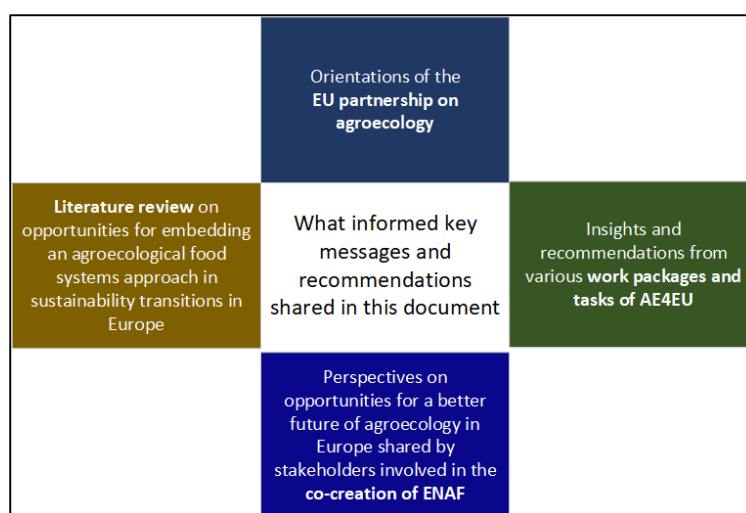 Orientations of the
EU partnership on
agroecology
Literature review on
opportunities for embedding
an agroecological food
systems approach in
sustainability transitions in
Europe
What informed key
messages and
recommendations
shared in this document
Insights and
recommendations from
various work packages and
tasks of AE4EU
Perspectives on
opportunities for a better
future of agroecology in
Europe shared by
stakeholders involved in the
co-creation of ENAF